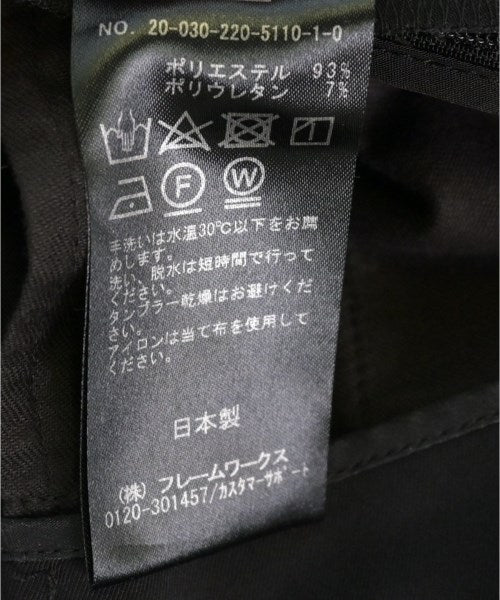 NO. 20-030-220-5110-1-0
ポリエステル 93%
ポリウレタン 7%
F W
手洗いは水温30℃以下をお薦
めします。
洗い、脱水は短時間で行って
ください。
タンブラー乾燥はお避けくだ
さい。
アイロンは当て布を使用して
ください。
日本製
(株) フレームワークス
0120-301457/カスタマーサポート